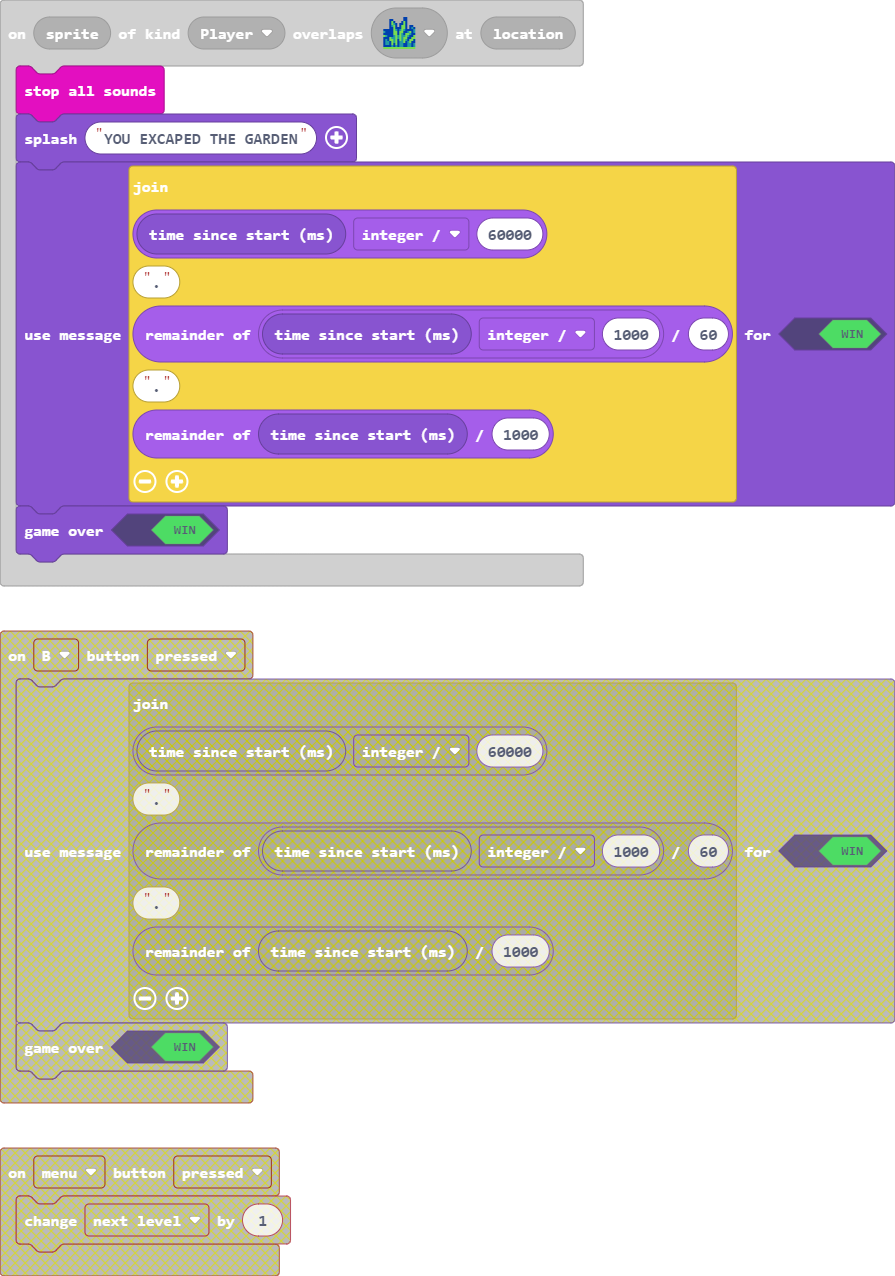 on sprite of kind Player overlaps at location
stop all sounds
splash "YOU EXCAPED THE GARDEN"
join
time since start (ms) integer / 60000
"."
use message remainder of time since start (ms) integer / 1000 / 60 for WIN
"."
remainder of time since start (ms) / 1000
game over WIN
on B button pressed
join
time since start (ms) integer / 60000
"."
use message remainder of time since start (ms) integer / 1000 / 60 for WIN
"."
remainder of time since start (ms) / 1000
game over WIN
on menu button pressed
change next level by 1